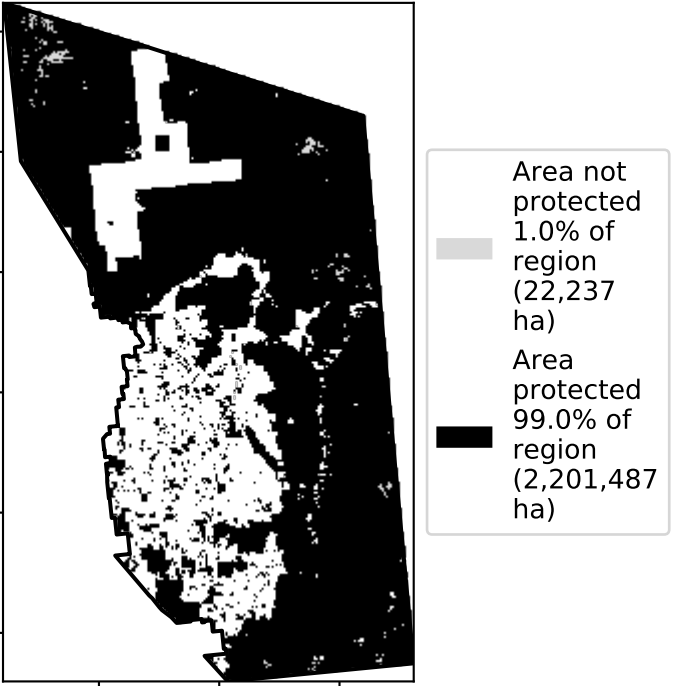 Area not
protected
1.0% of
region
(22,237
ha)
Area
protected
99.0% of
region
(2,201,487
ha)